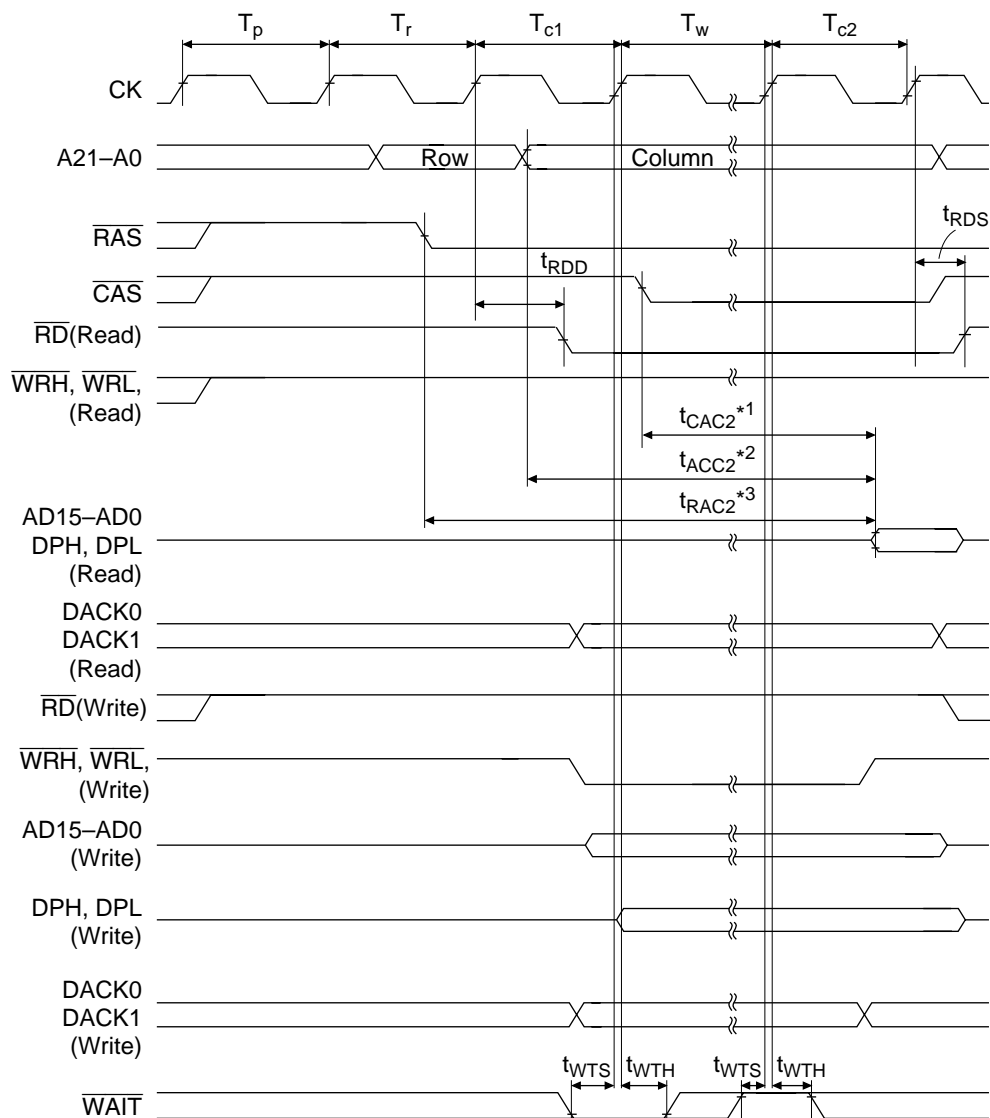 Tp Tr Tc1 Tw Tc2
CK
A21–A0 Row Column
RAS
tRDS
tRDD
CAS
RD(Read)
WRH, WRL,
(Read)
tCAC2*1
tACC2*2
tRAC2*3
AD15–AD0
DPH, DPL
(Read)
DACK0
DACK1
(Read)
RD(Write)
WRH, WRL,
(Write)
AD15–AD0
(Write)
DPH, DPL
(Write)
DACK0
DACK1
(Write)
tWTS tWTH tWTS tWTH
WAIT